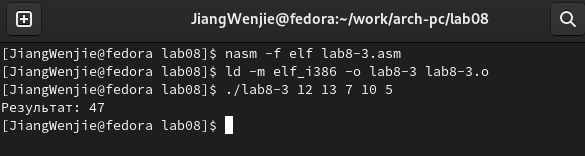 JiangWenjie@fedora:~/work/arch-pc/lab08
[JiangWenjie@fedora lab08]$ nasm -f elf lab8-3.asm
[JiangWenjie@fedora lab08]$ ld -m elf_i386 -o lab8-3 lab8-3.o
[JiangWenjie@fedora lab08]$ ./lab8-3 12 13 7 10 5
Результат: 47
[JiangWenjie@fedora lab08]$